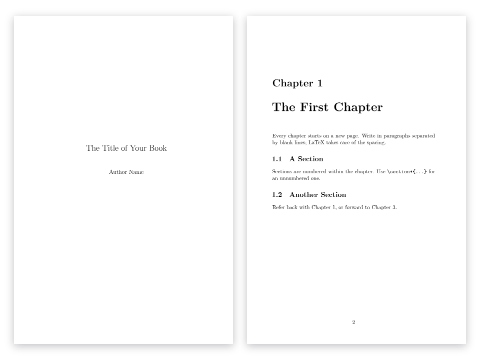 The Title of Your Book
Author Name
Chapter 1
The First Chapter
Every chapter starts on a new page. Write in paragraphs separated
by blank lines, LaTeX takes care of the spacing.
1.1 A Section
Sections are numbered within the chapter. Use \section*{...} for
an unnumbered one.
1.2 Another Section
Refer back with Chapter 1, or forward to Chapter 2.
2